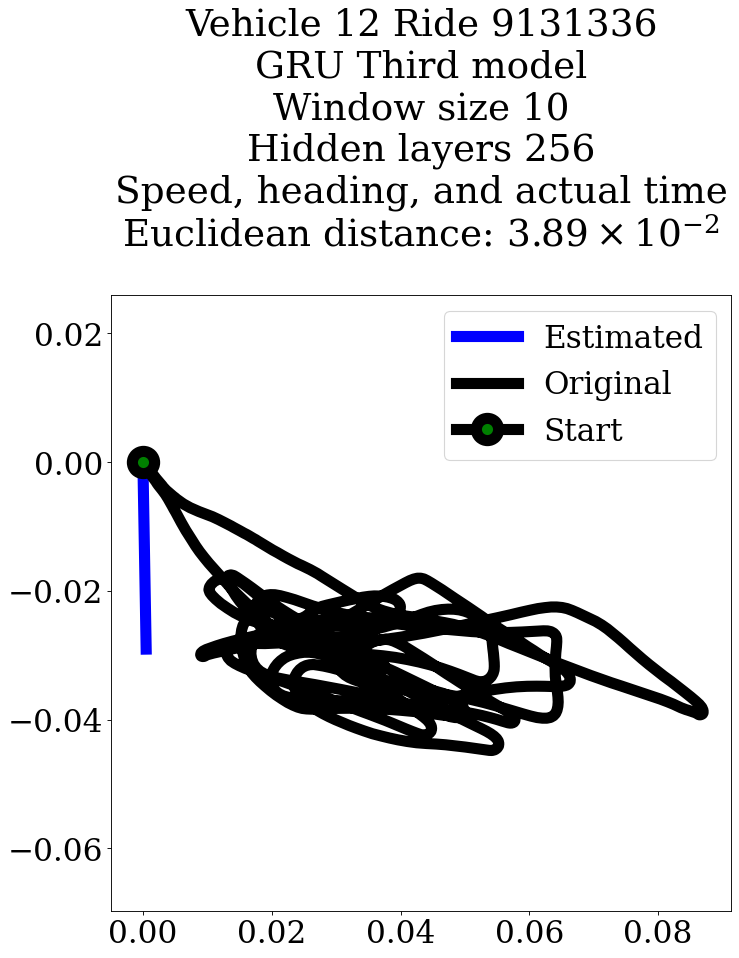 Vehicle 12 Ride 9131336
GRU Third model
Window size 10
Hidden layers 256
Speed, heading, and actual time
Euclidean distance: 3.89 × 10⁻²
Estimated
Original
Start
0.02
0.00
−0.02
−0.04
−0.06
0.00 0.02 0.04 0.06 0.08